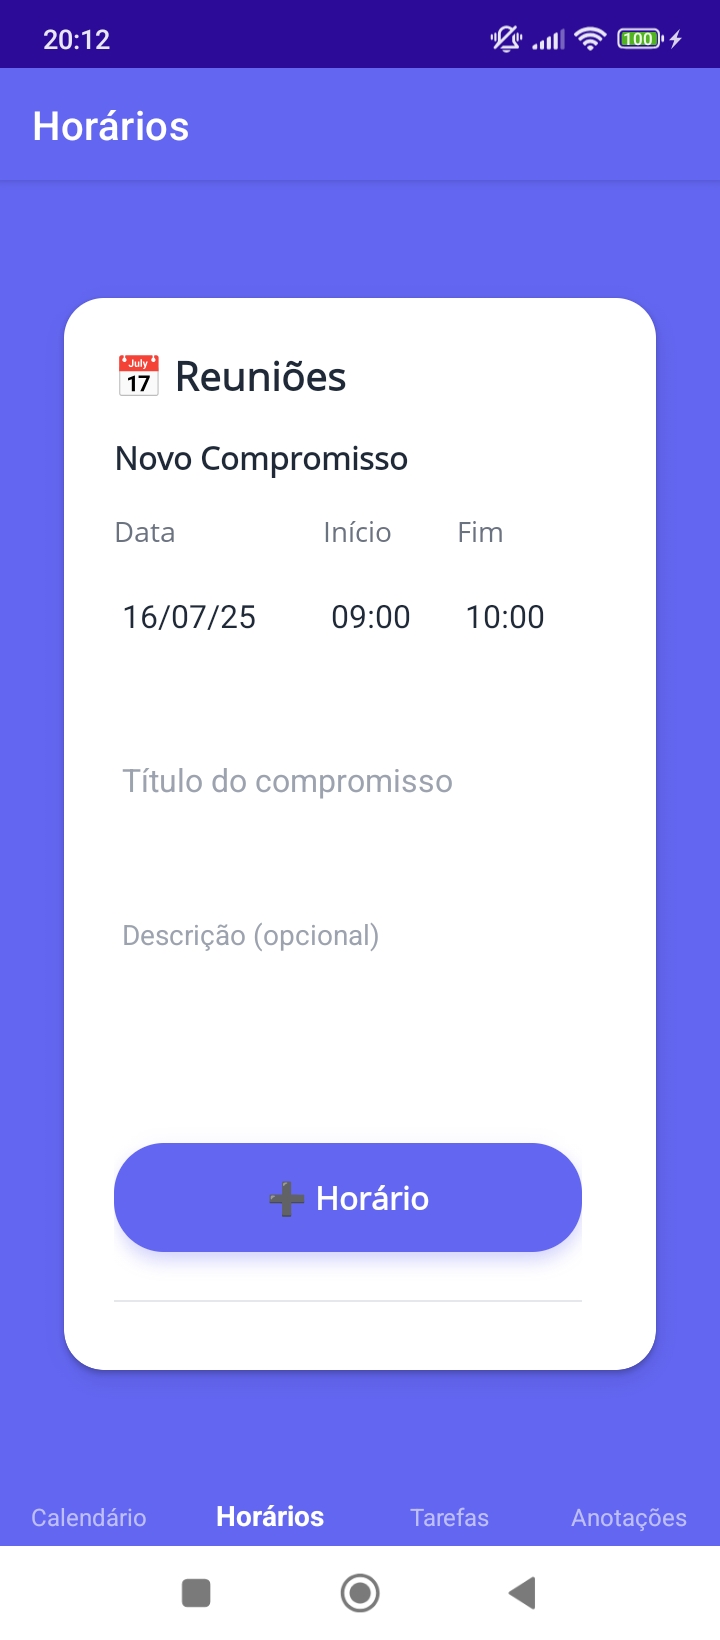 20:12
100
Horários
July
17
Reuniões
Novo Compromisso
Data Início Fim
16/07/25 09:00 10:00
Título do compromisso
Descrição (opcional)
➕ Horário
Calendário Horários Tarefas Anotações